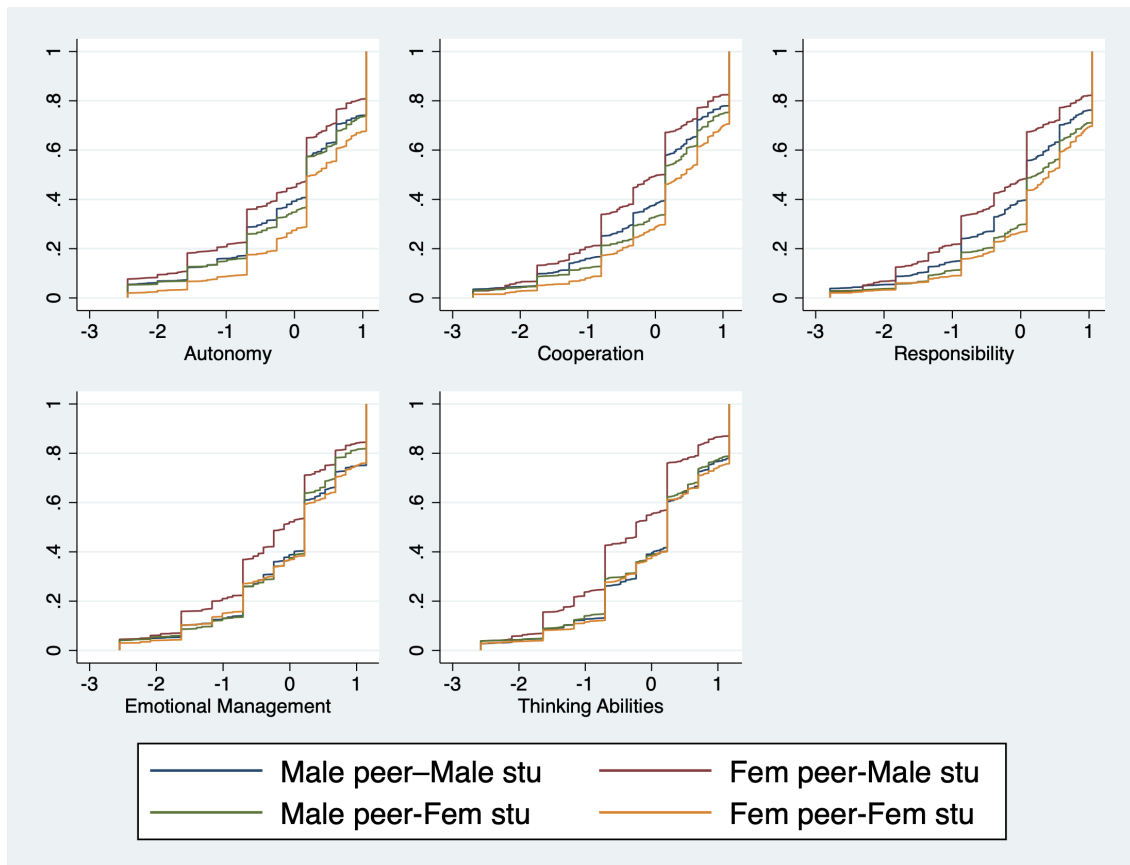 0 .2 .4 .6 .8 1
-3 -2 -1 0 1
Autonomy
0 .2 .4 .6 .8 1
-3 -2 -1 0 1
Cooperation
0 .2 .4 .6 .8 1
-3 -2 -1 0 1
Responsibility
0 .2 .4 .6 .8 1
-3 -2 -1 0 1
Emotional Management
0 .2 .4 .6 .8 1
-3 -2 -1 0 1
Thinking Abilities
Male peer–Male stu
Fem peer-Male stu
Male peer-Fem stu
Fem peer-Fem stu